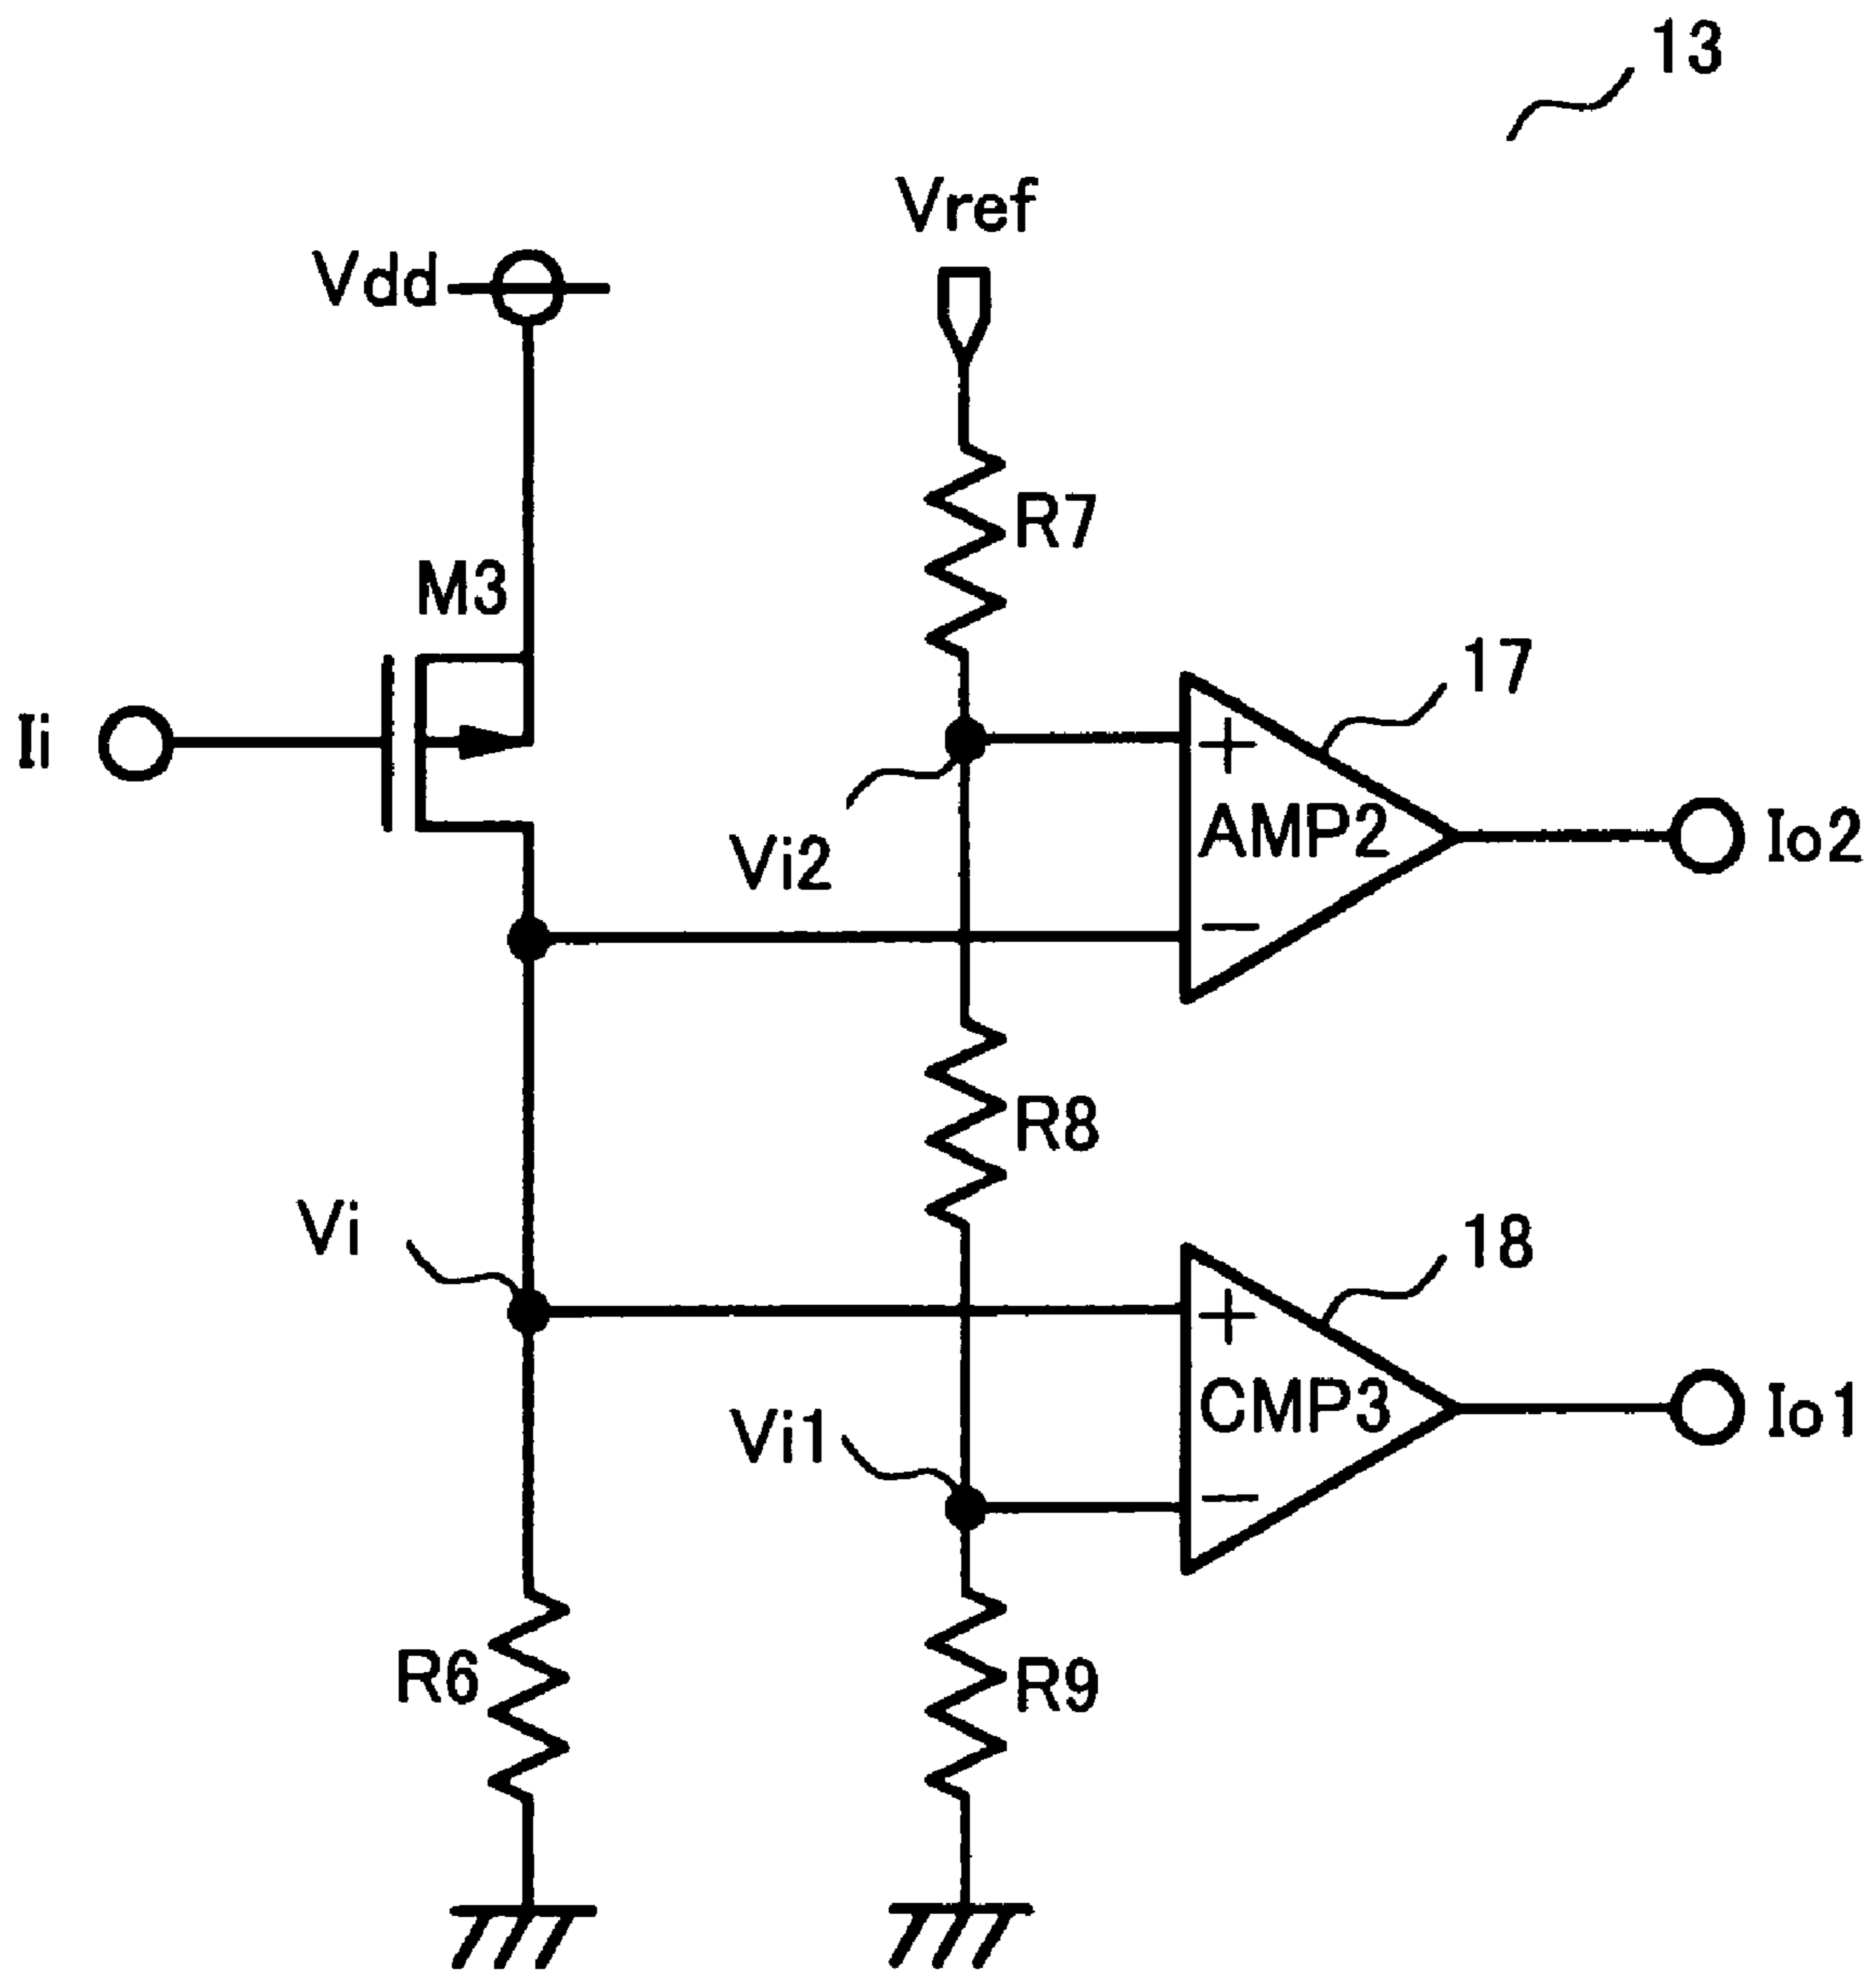 13
Vref
Vdd
R7
M3
17
Ii
+
AMP2
Io2
Vi2
−
R8
Vi
18
+
CMP3
Io1
Vi1
−
R6
R9